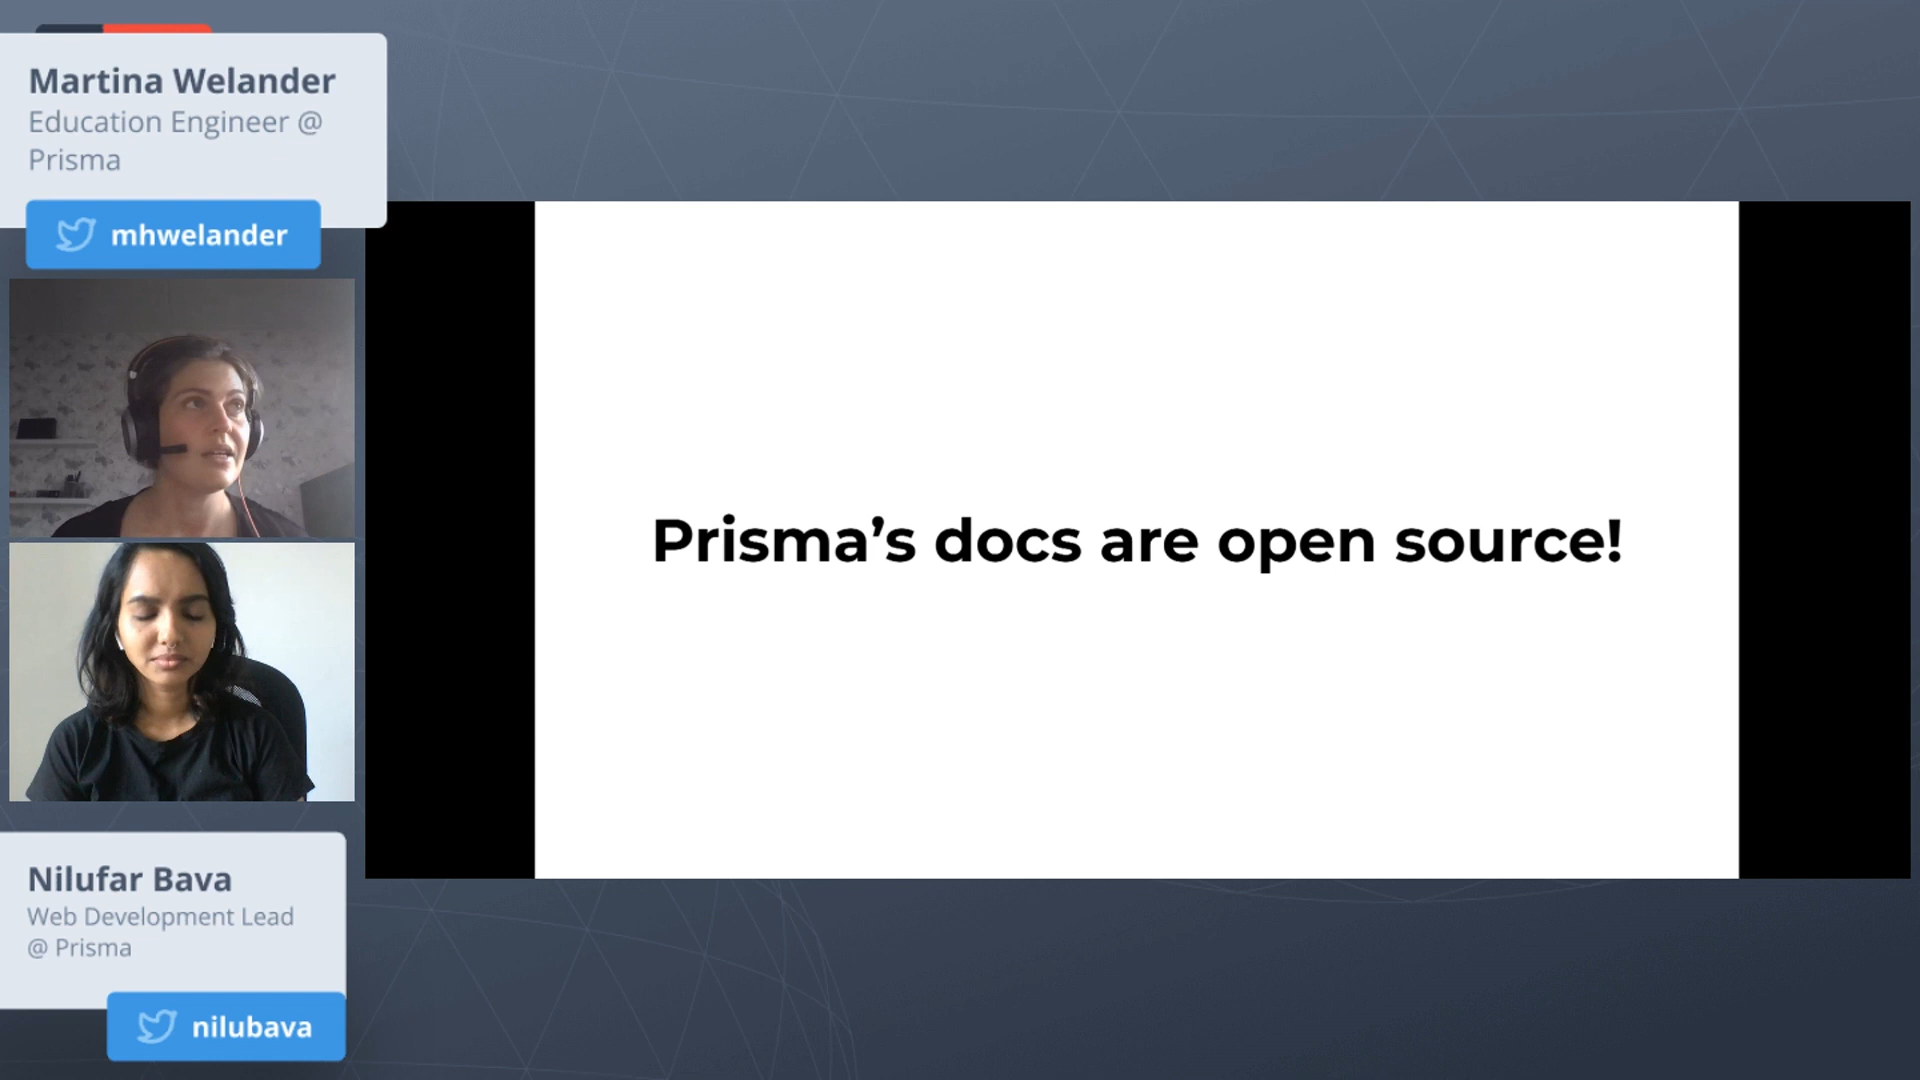 Martina Welander
Education Engineer @
Prisma
mhwelander
Prisma’s docs are open source!
Nilufar Bava
Web Development Lead
@ Prisma
nilubava